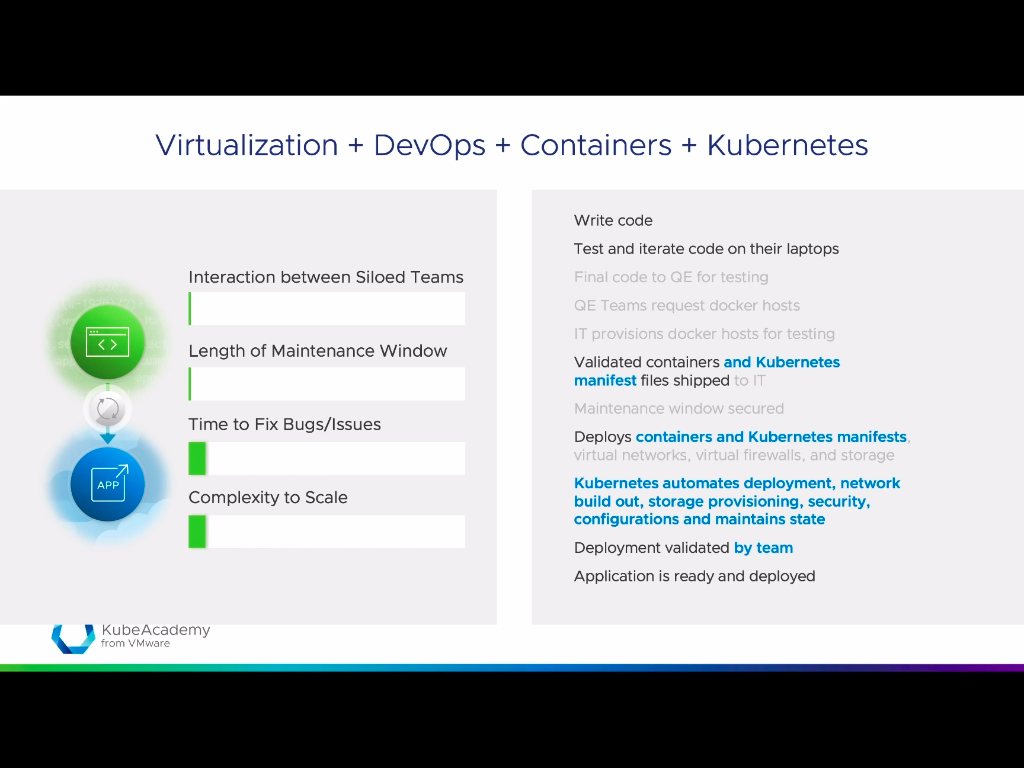 Virtualization + DevOps + Containers + Kubernetes
Interaction between Siloed Teams
Length of Maintenance Window
Time to Fix Bugs/Issues
Complexity to Scale
APP
Write code
Test and iterate code on their laptops
Final code to QE for testing
QE Teams request docker hosts
IT provisions docker hosts for testing
Validated containers and Kubernetes
manifest files shipped to IT
Maintenance window secured
Deploys containers and Kubernetes manifests,
virtual networks, virtual firewalls, and storage
Kubernetes automates deployment, network
build out, storage provisioning, security,
configurations and maintains state
Deployment validated by team
Application is ready and deployed
KubeAcademy
from VMware